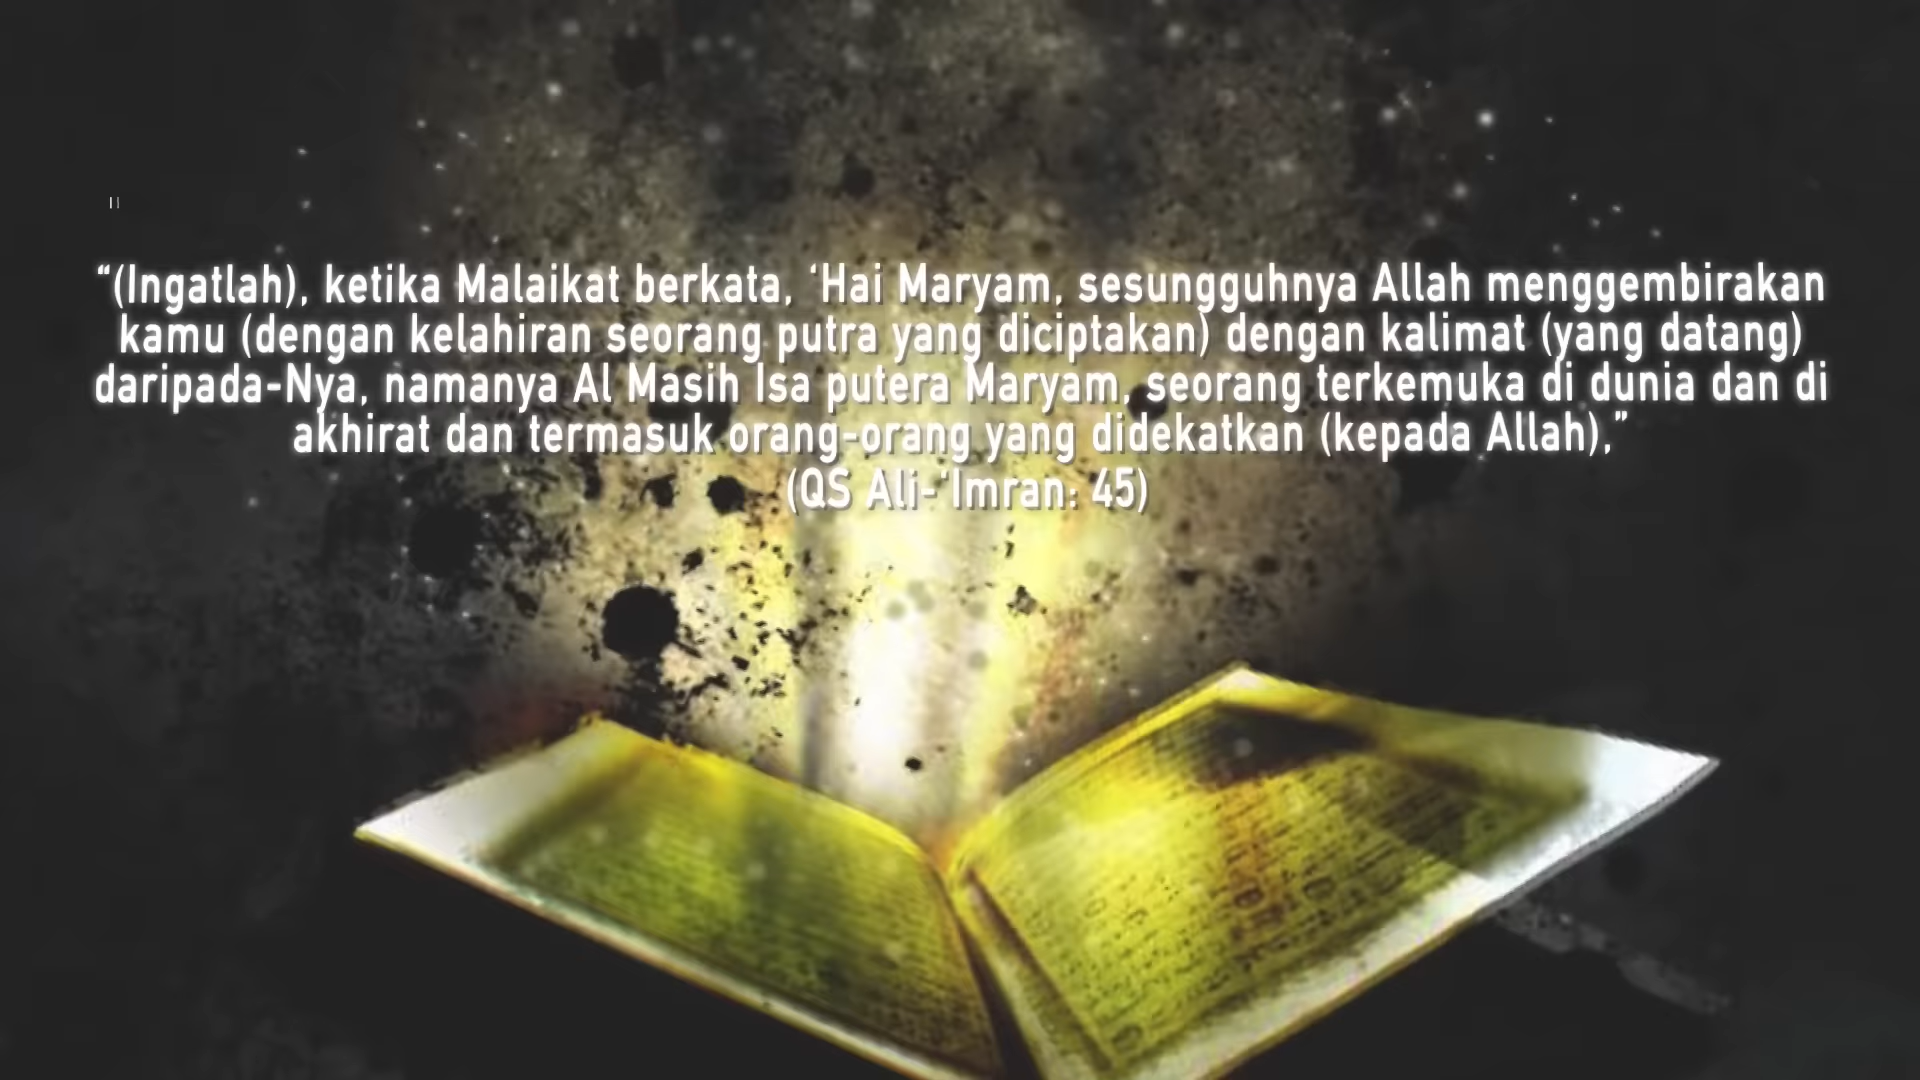 "
“(Ingatlah), ketika Malaikat berkata, ‘Hai Maryam, sesungguhnya Allah menggembirakan
kamu (dengan kelahiran seorang putra yang diciptakan) dengan kalimat (yang datang)
daripada-Nya, namanya Al Masih Isa putera Maryam, seorang terkemuka di dunia dan di
akhirat dan termasuk orang-orang yang didekatkan (kepada Allah),”
(QS Ali-‘Imran: 45)